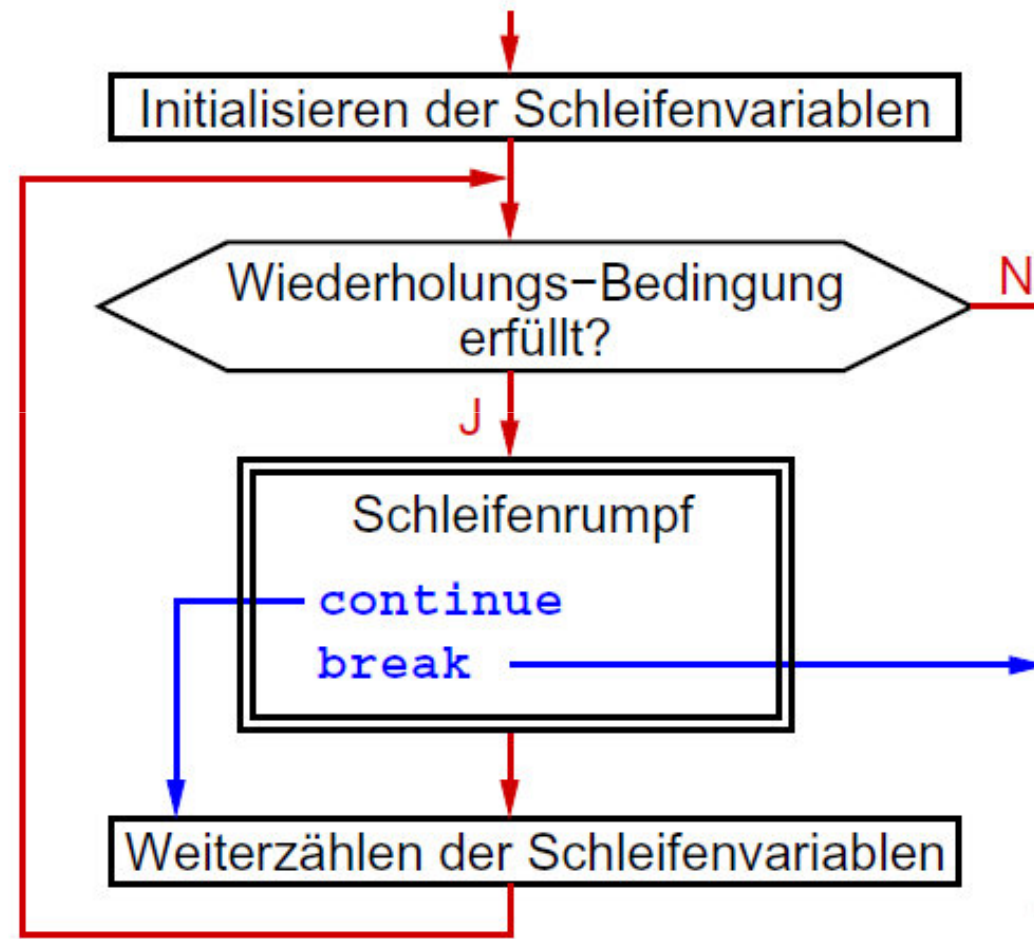 Initialisieren der Schleifenvariablen
Wiederholungs-Bedingung
erfüllt?
N
J
Schleifenrumpf
continue
break
Weiterzählen der Schleifenvariablen